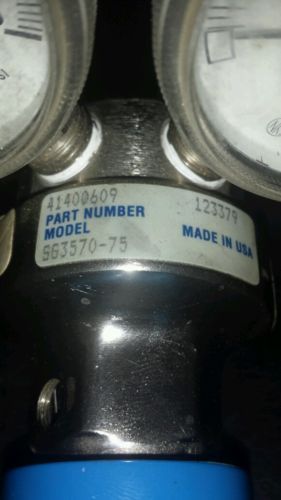 41400609 123379
PART NUMBER
MODEL MADE IN USA
SG3570-75